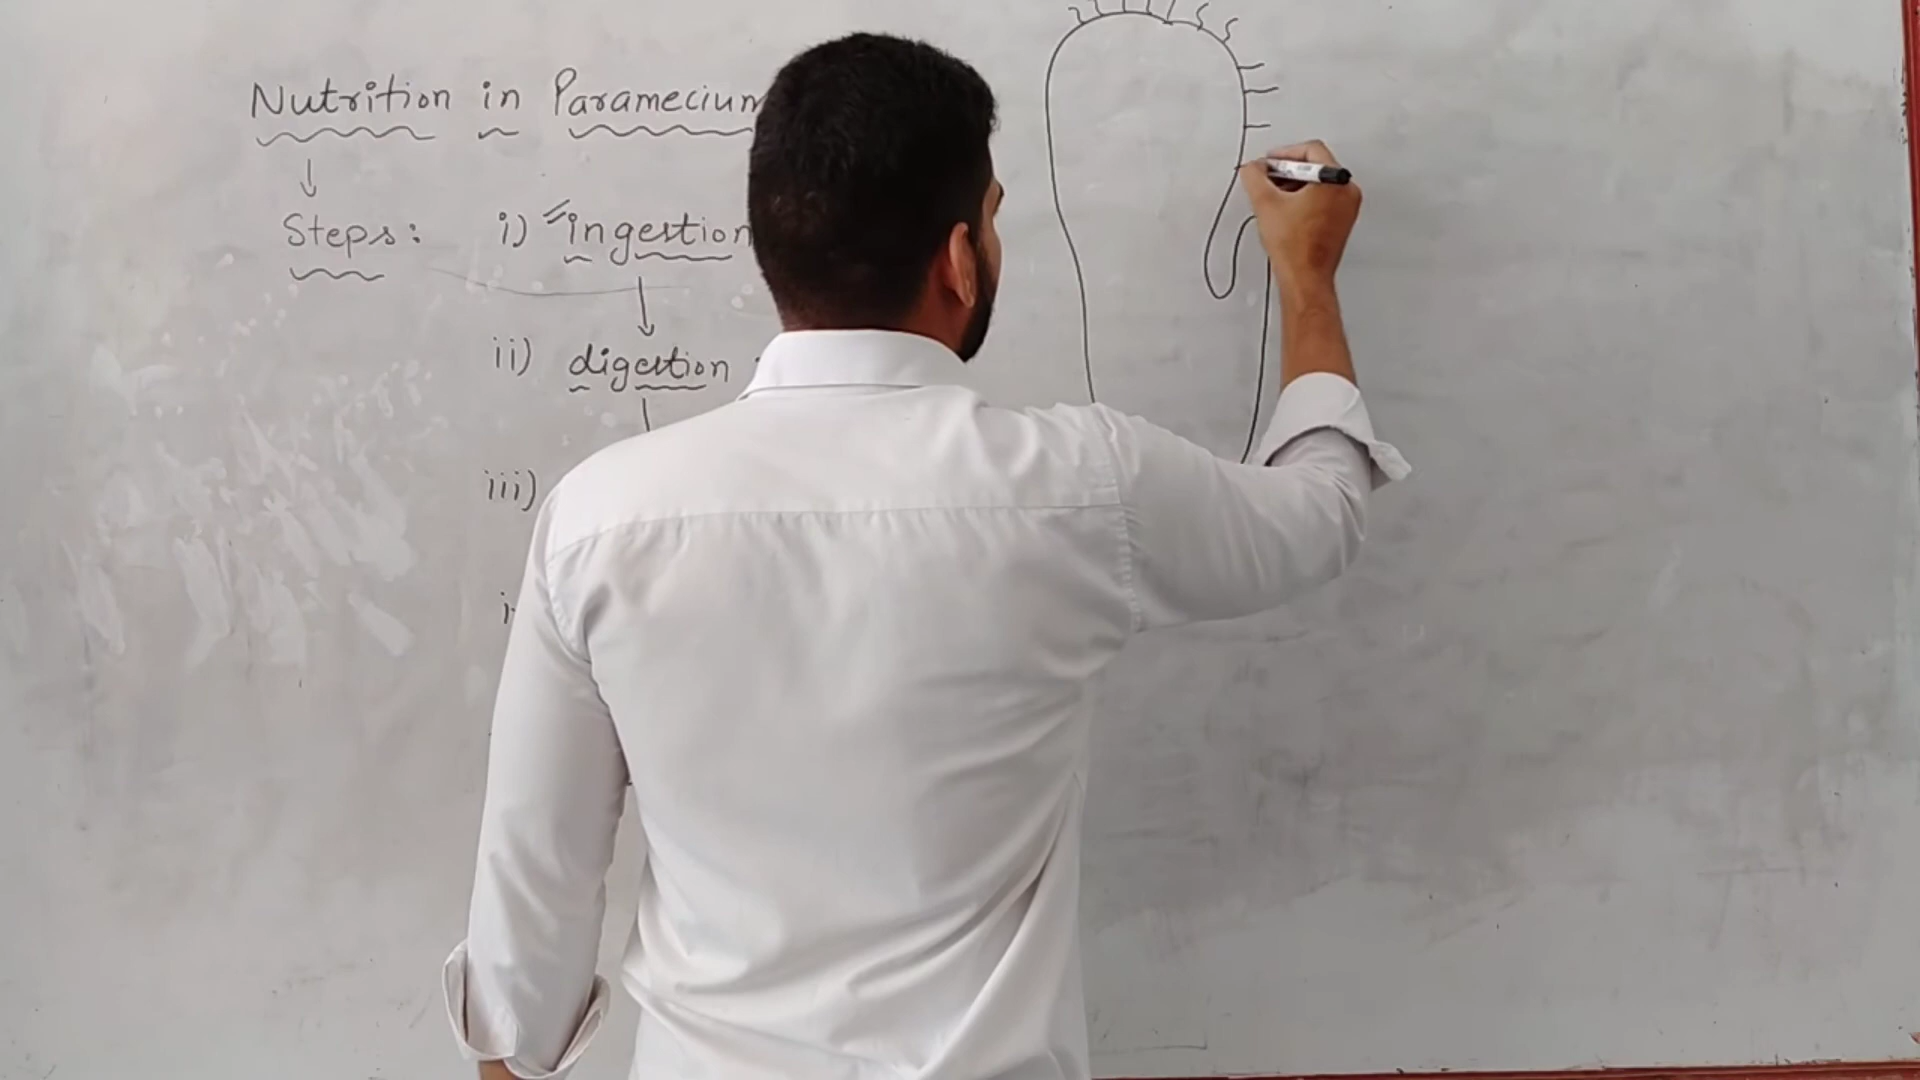 Nutrition in Paramecium
Steps: i) ingestion
ii) digestion
iii)